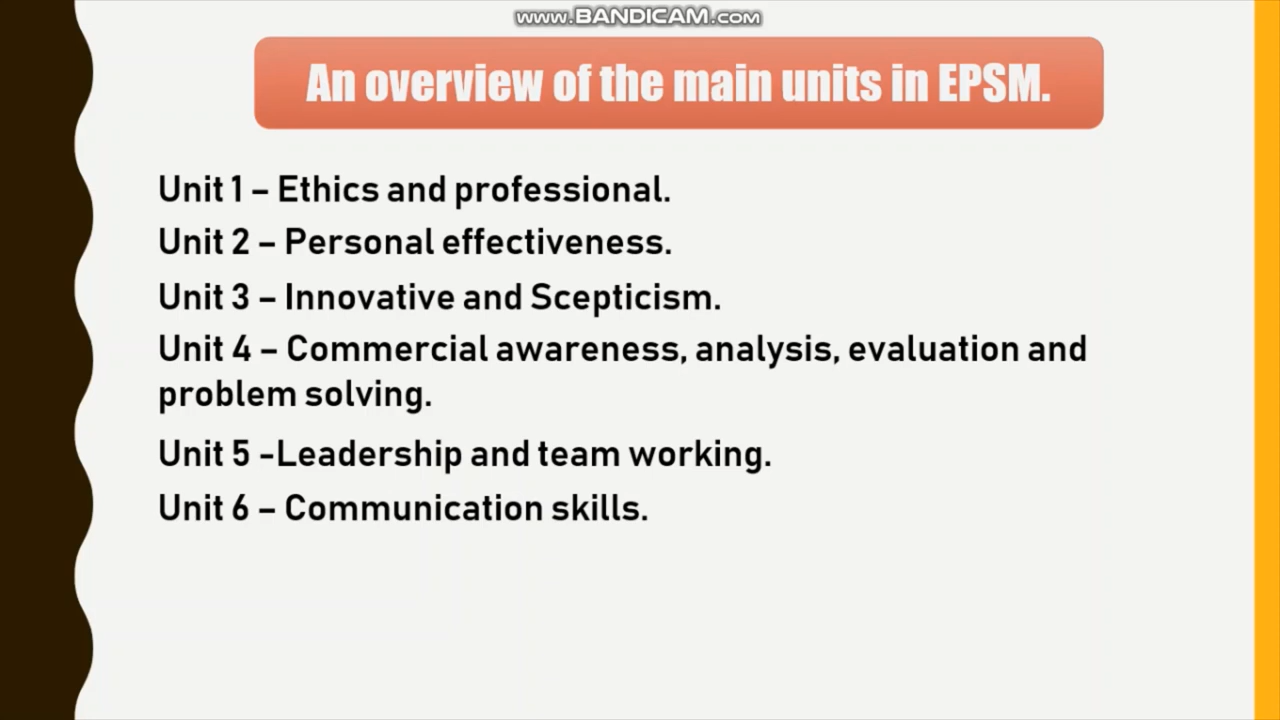 www.BANDICAM.com
An overview of the main units in EPSM.
Unit 1 – Ethics and professional.
Unit 2 – Personal effectiveness.
Unit 3 – Innovative and Scepticism.
Unit 4 – Commercial awareness, analysis, evaluation and
problem solving.
Unit 5 -Leadership and team working.
Unit 6 – Communication skills.